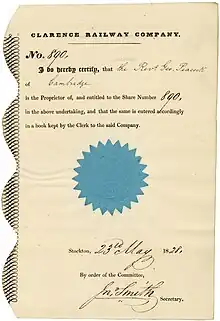 CLARENCE RAILWAY COMPANY.
No. 890,
I do hereby certify, that the Revd. Geo. Peacock
of Cambridge
is the Proprietor of, and entitled to the Share Number 890,
in the above undertaking, and that the same is entered accordingly
in a book kept by the Clerk to the said Company.
Stockton, 23rd May 1828.
By order of the Committee,
Jno. Smith
Secretary.